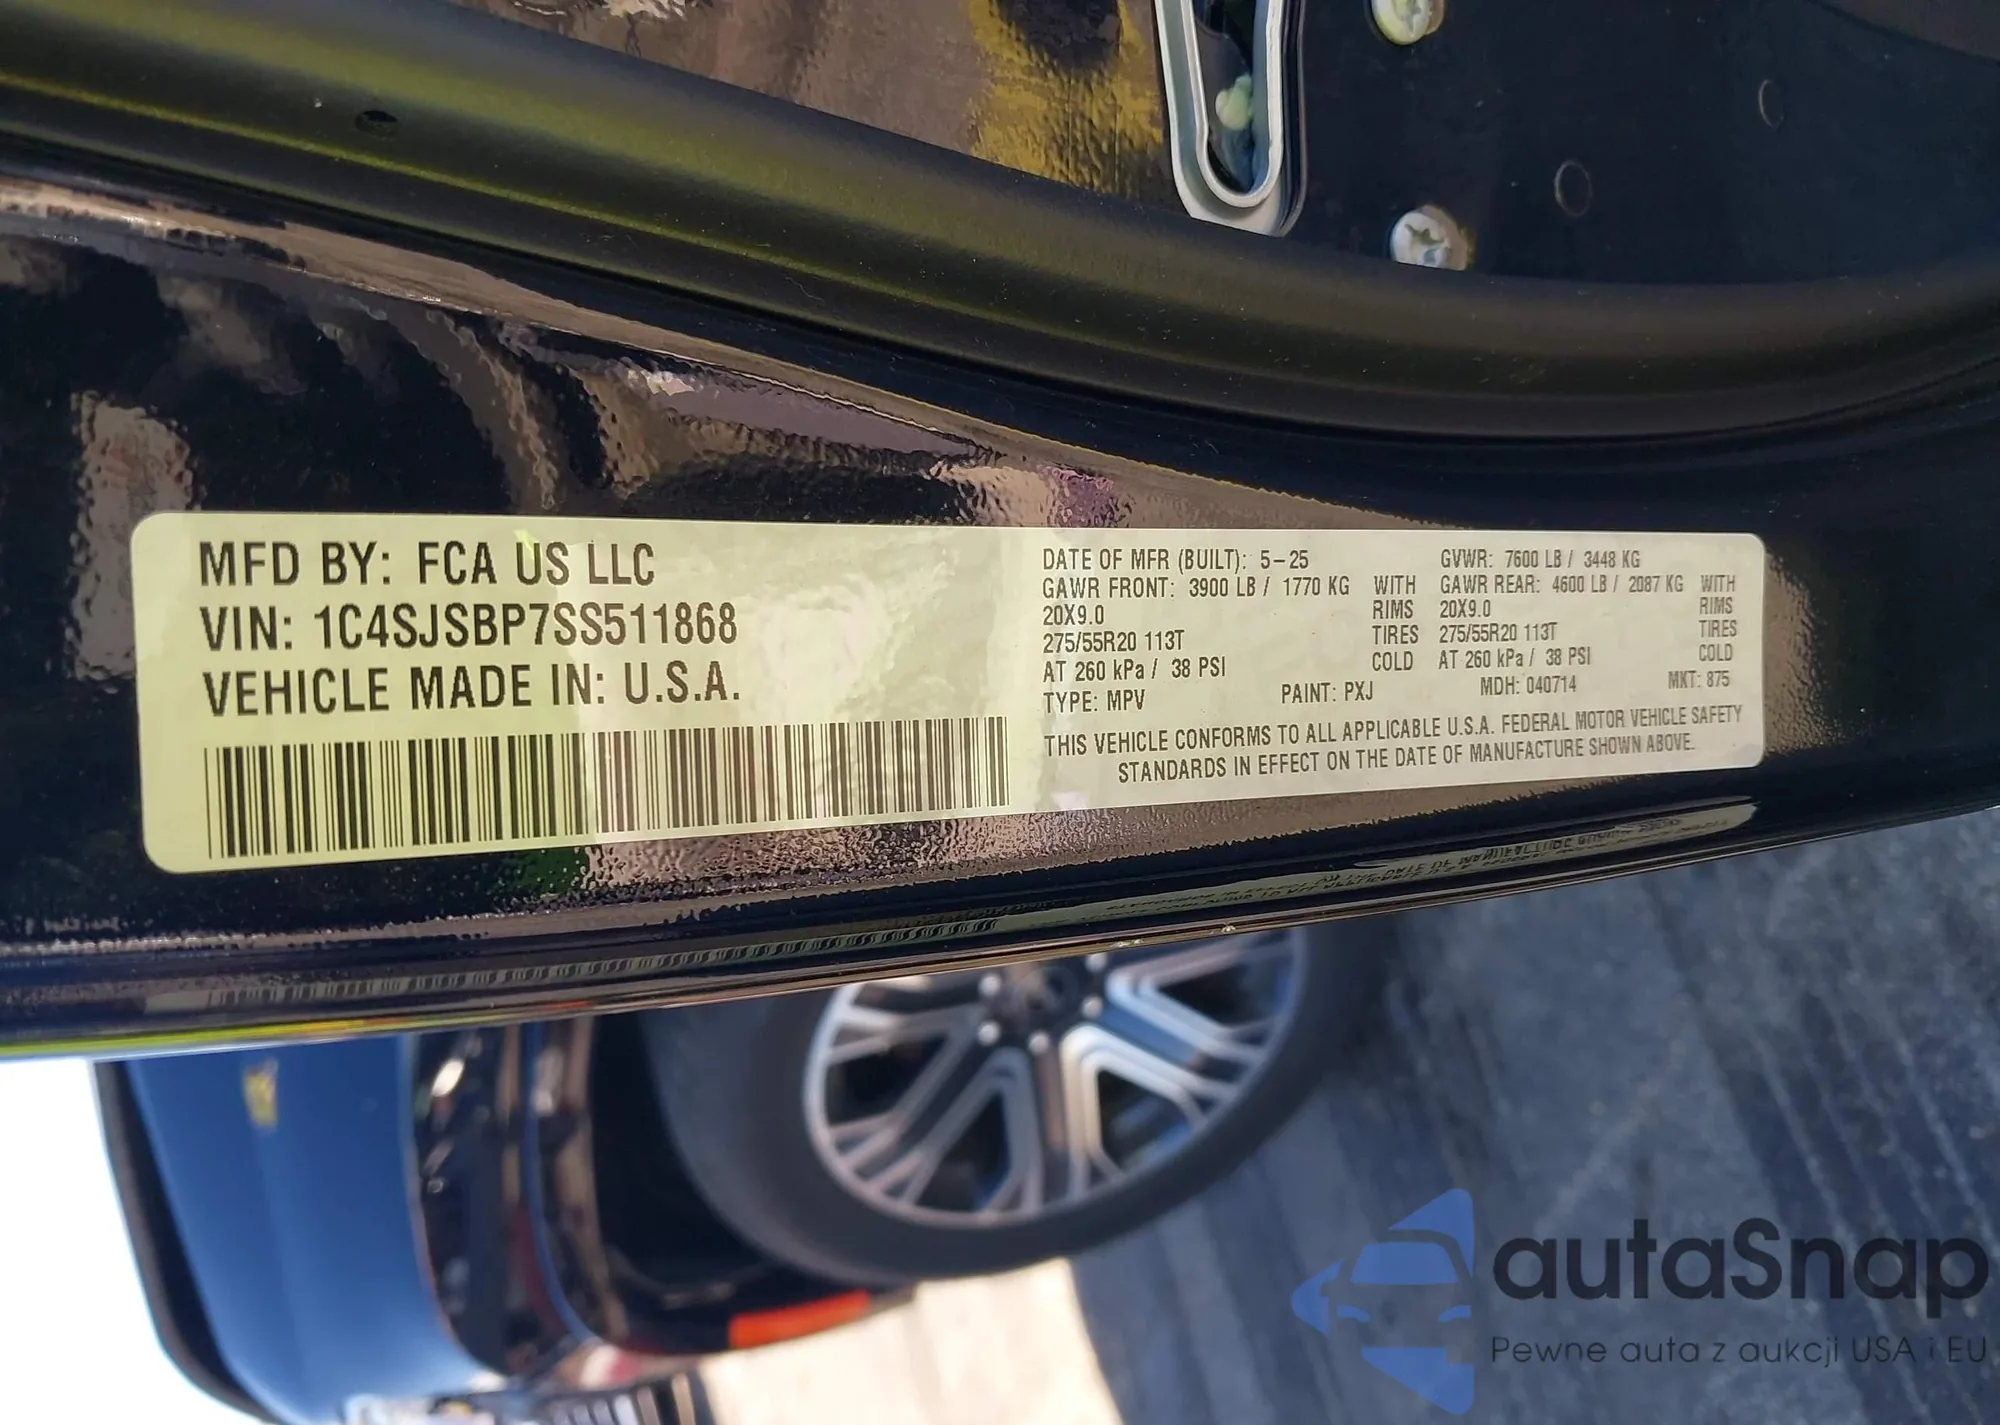 MFD BY: FCA US LLC
VIN: 1C4SJSBP7SS511868
VEHICLE MADE IN: U.S.A.
DATE OF MFR (BUILT): 5-25 GVWR: 7600 LB / 3448 KG
GAWR FRONT: 3900 LB / 1770 KG WITH GAWR REAR: 4600 LB / 2087 KG WITH
20X9.0 RIMS 20X9.0 RIMS
275/55R20 113T TIRES 275/55R20 113T TIRES
AT 260 kPa / 38 PSI COLD AT 260 kPa / 38 PSI COLD
TYPE: MPV PAINT: PXJ MDH: 040714 MKT: 875
THIS VEHICLE CONFORMS TO ALL APPLICABLE U.S.A. FEDERAL MOTOR VEHICLE SAFETY
STANDARDS IN EFFECT ON THE DATE OF MANUFACTURE SHOWN ABOVE.
autaSnap
Pewne auta z aukcji USA i EU